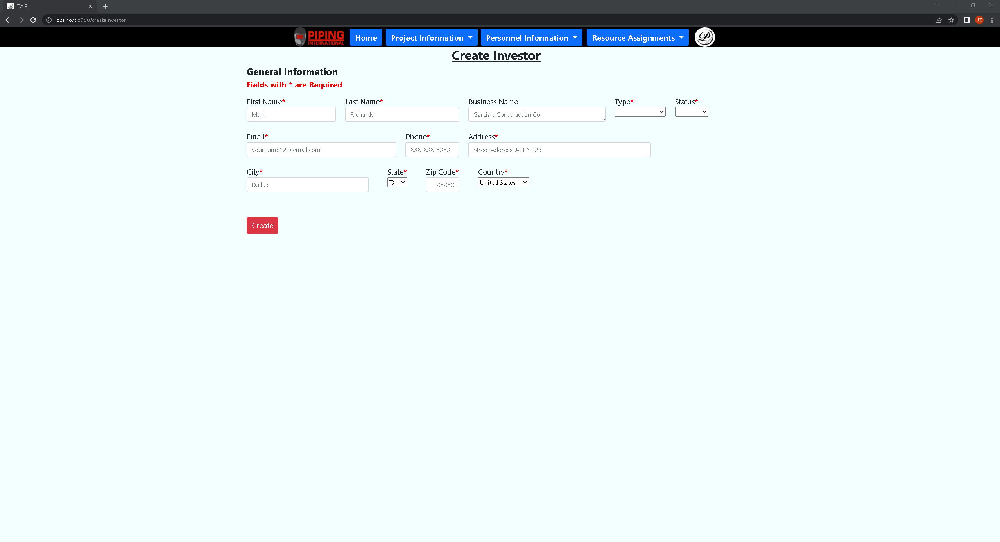 T.A.P.I.
localhost:8080/createInvestor
JZ
PIPING INTERNATIONAL Home Project Information Personnel Information Resource Assignments
Create Investor
General Information
Fields with * are Required
First Name* Last Name* Business Name Type* Status*
Mark Richards Garcia's Construction Co.
Email* Phone* Address*
yourname123@mail.com XXX-XXX-XXXX Street Address, Apt # 123
City* State* Zip Code* Country*
Dallas TX XXXXX United States
Create